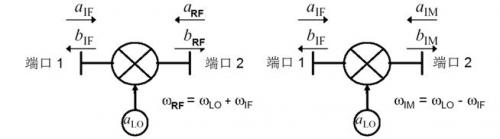 a_IF a_RF a_IF a_IM
b_IF b_RF b_IF b_IM
端口 1 端口 2 端口 1 端口 2
ω_RF = ω_LO + ω_IF ω_IM = ω_LO - ω_IF
a_LO a_LO